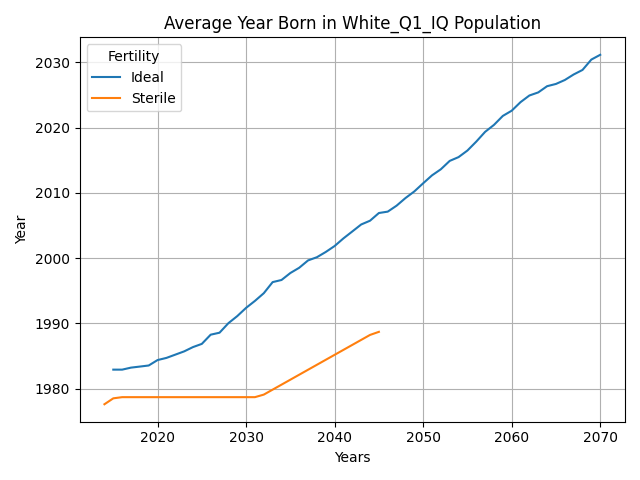 Average Year Born in White_Q1_IQ Population
Fertility
Ideal
Sterile
Year
2030
2020
2010
2000
1990
1980
2020
2030
2040
2050
2060
2070
Years